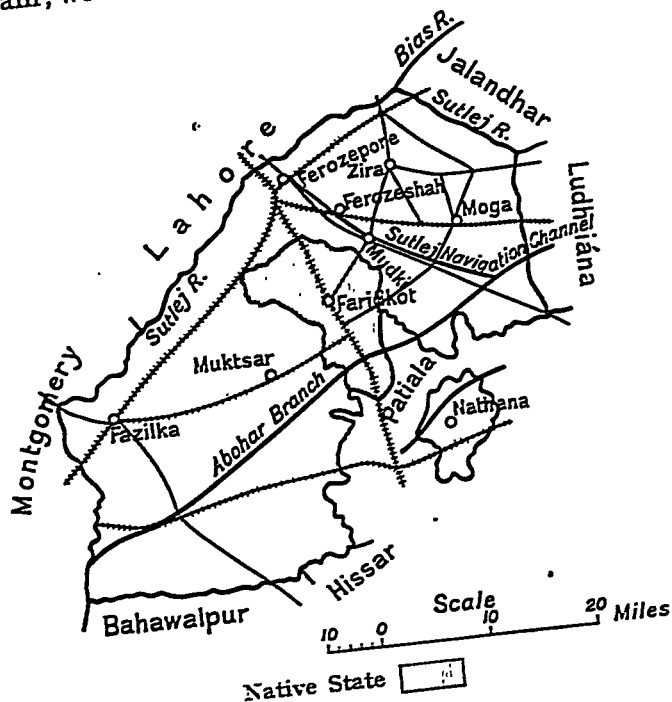 Bias R.
Jalandhar
Sutlej R.
Lahore
Ferozepore
Zira
Ferozeshah
Moga
Ludhiána
Sutlej Navigation Channel
Mudki
Faridkot
Sutlej R.
Muktsar
Patiala
Montgomery
Nathana
Fazilka
Abohar Branch
Hissar
Bahawalpur
Scale
10 0 10 20 Miles
Native State